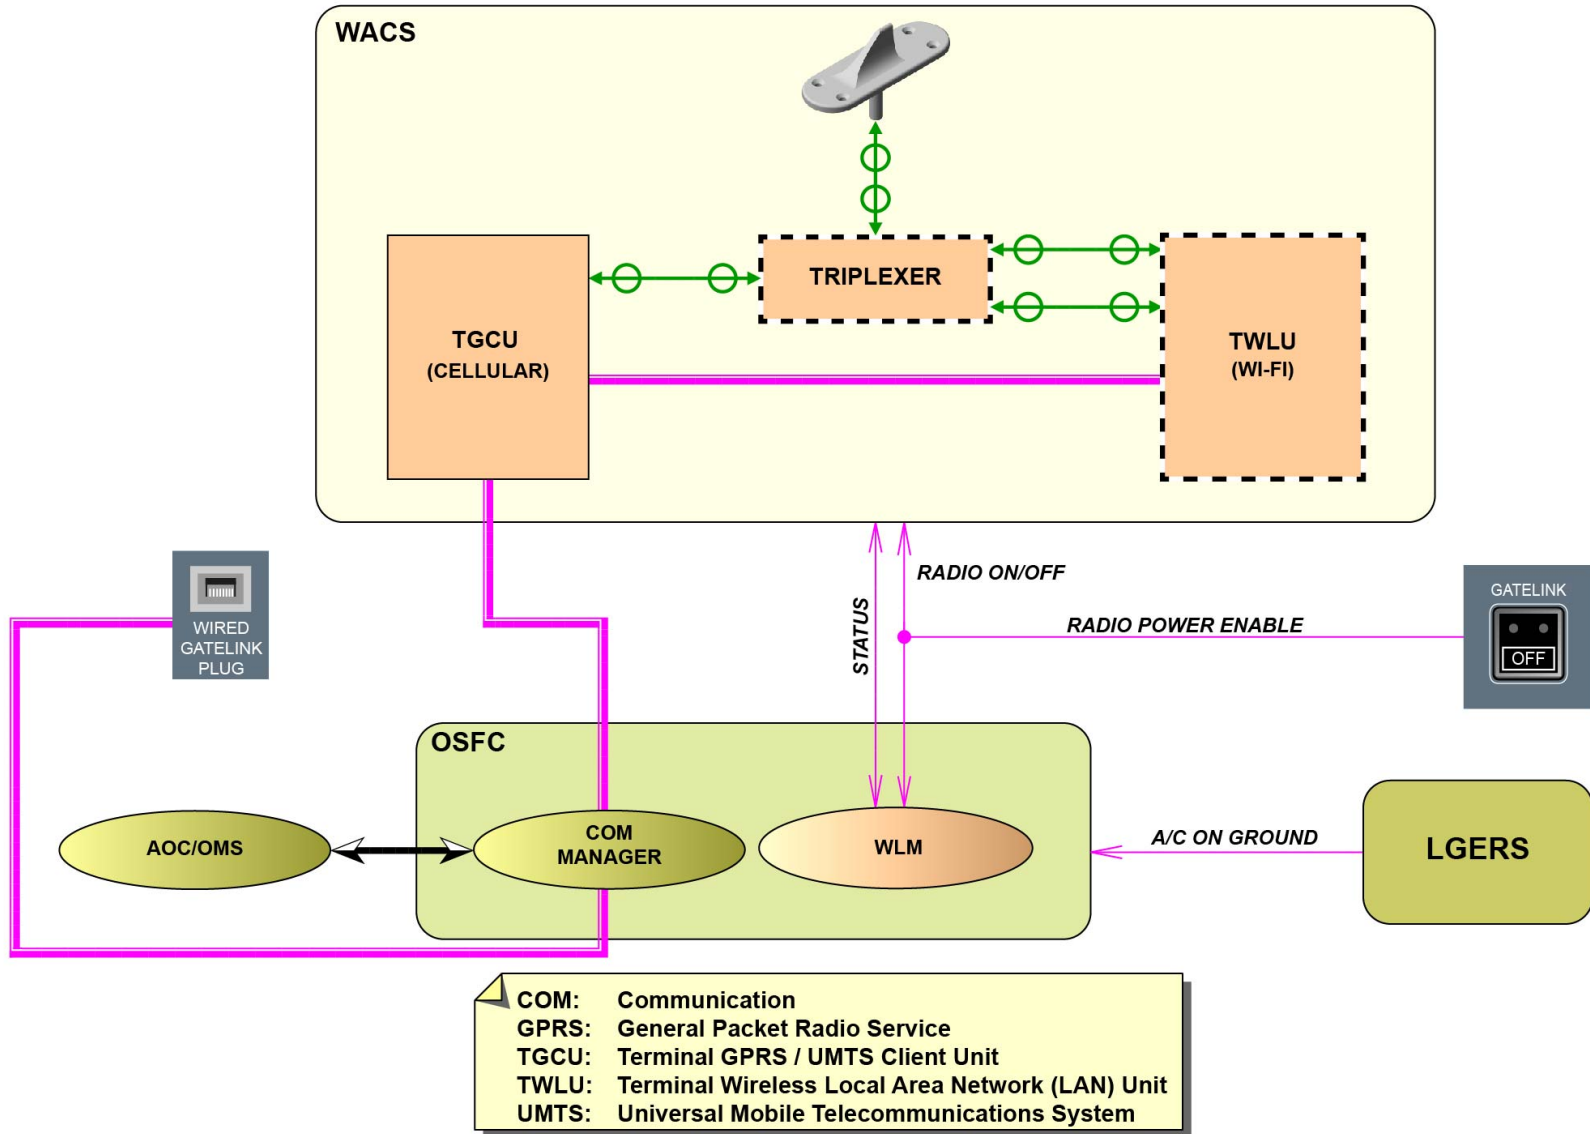 WACS
TRIPLEXER
TGCU
(CELLULAR)
TWLU
(WI-FI)
RADIO ON/OFF
STATUS
RADIO POWER ENABLE
GATELINK
OFF
WIRED
GATELINK
PLUG
OSFC
AOC/OMS
COM
MANAGER
WLM
A/C ON GROUND
LGERS
COM: Communication
GPRS: General Packet Radio Service
TGCU: Terminal GPRS / UMTS Client Unit
TWLU: Terminal Wireless Local Area Network (LAN) Unit
UMTS: Universal Mobile Telecommunications System